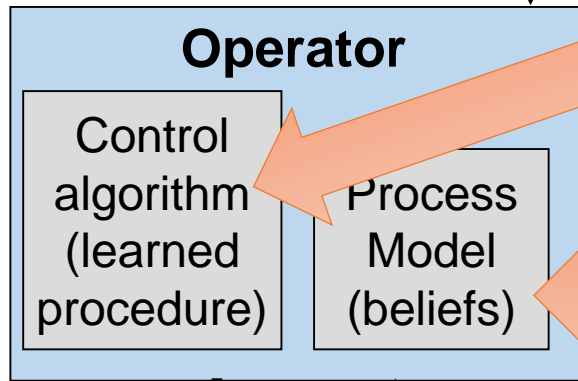 Operator
Control
algorithm
(learned
procedure)
Process
Model
(beliefs)